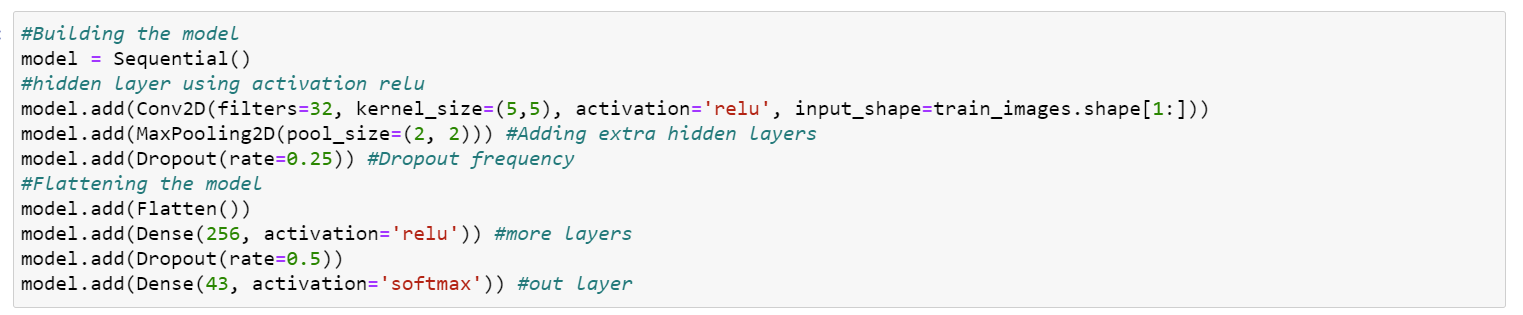 #Building the model
model = Sequential()
#hidden layer using activation relu
model.add(Conv2D(filters=32, kernel_size=(5,5), activation='relu', input_shape=train_images.shape[1:]))
model.add(MaxPooling2D(pool_size=(2, 2))) #Adding extra hidden layers
model.add(Dropout(rate=0.25)) #Dropout frequency
#Flattening the model
model.add(Flatten())
model.add(Dense(256, activation='relu')) #more layers
model.add(Dropout(rate=0.5))
model.add(Dense(43, activation='softmax')) #out layer